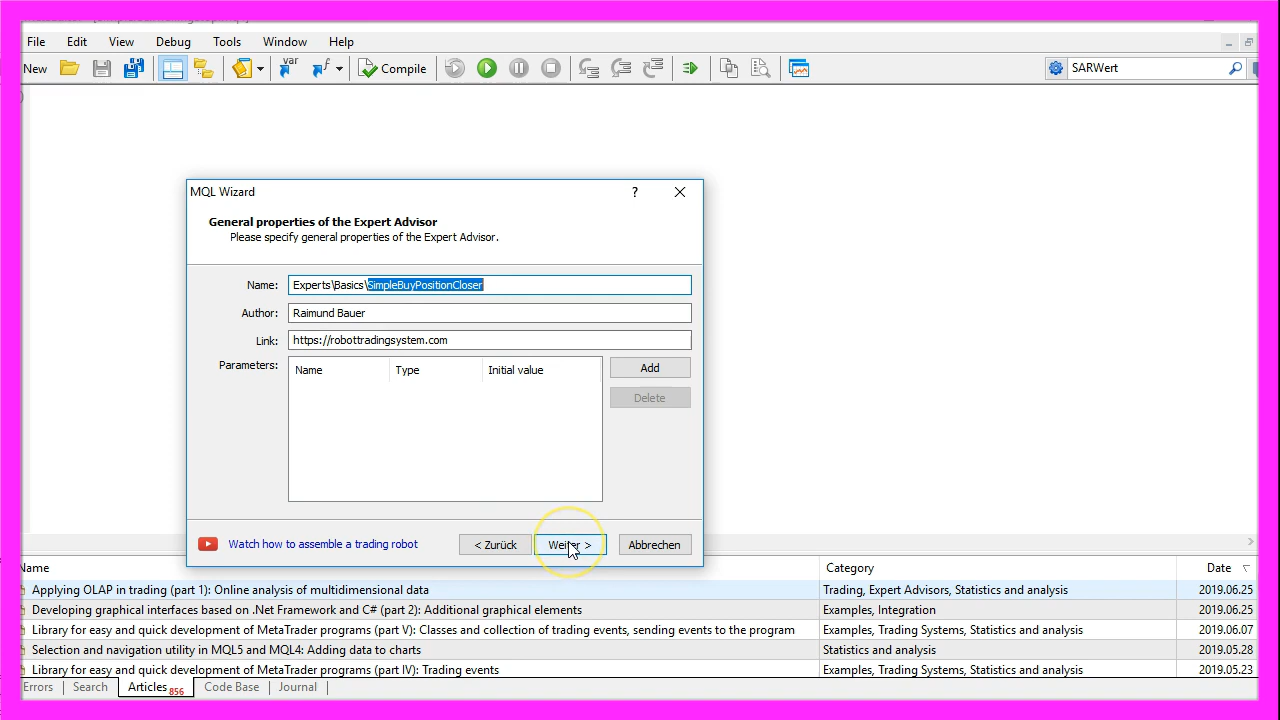 File Edit View Debug Tools Window Help
New var f Compile SARWert
MQL Wizard ?
General properties of the Expert Advisor
Please specify general properties of the Expert Advisor.
Name: Experts\Basics\SimpleBuyPositionCloser
Author: Raimund Bauer
Link: https://robottradingsystem.com
Parameters: Name Type Initial value Add
Delete
Watch how to assemble a trading robot < Zurück Weiter > Abbrechen
Name Category Date
Applying OLAP in trading (part 1): Online analysis of multidimensional data Trading, Expert Advisors, Statistics and analysis 2019.06.25
Developing graphical interfaces based on .Net Framework and C# (part 2): Additional graphical elements Examples, Integration 2019.06.25
Library for easy and quick development of MetaTrader programs (part V): Classes and collection of trading events, sending events to the program Examples, Trading Systems, Statistics and analysis 2019.06.07
Selection and navigation utility in MQL5 and MQL4: Adding data to charts Statistics and analysis 2019.05.28
Library for easy and quick development of MetaTrader programs (part IV): Trading events Examples, Trading Systems, Statistics and analysis 2019.05.23
Errors Search Articles 856 Code Base Journal